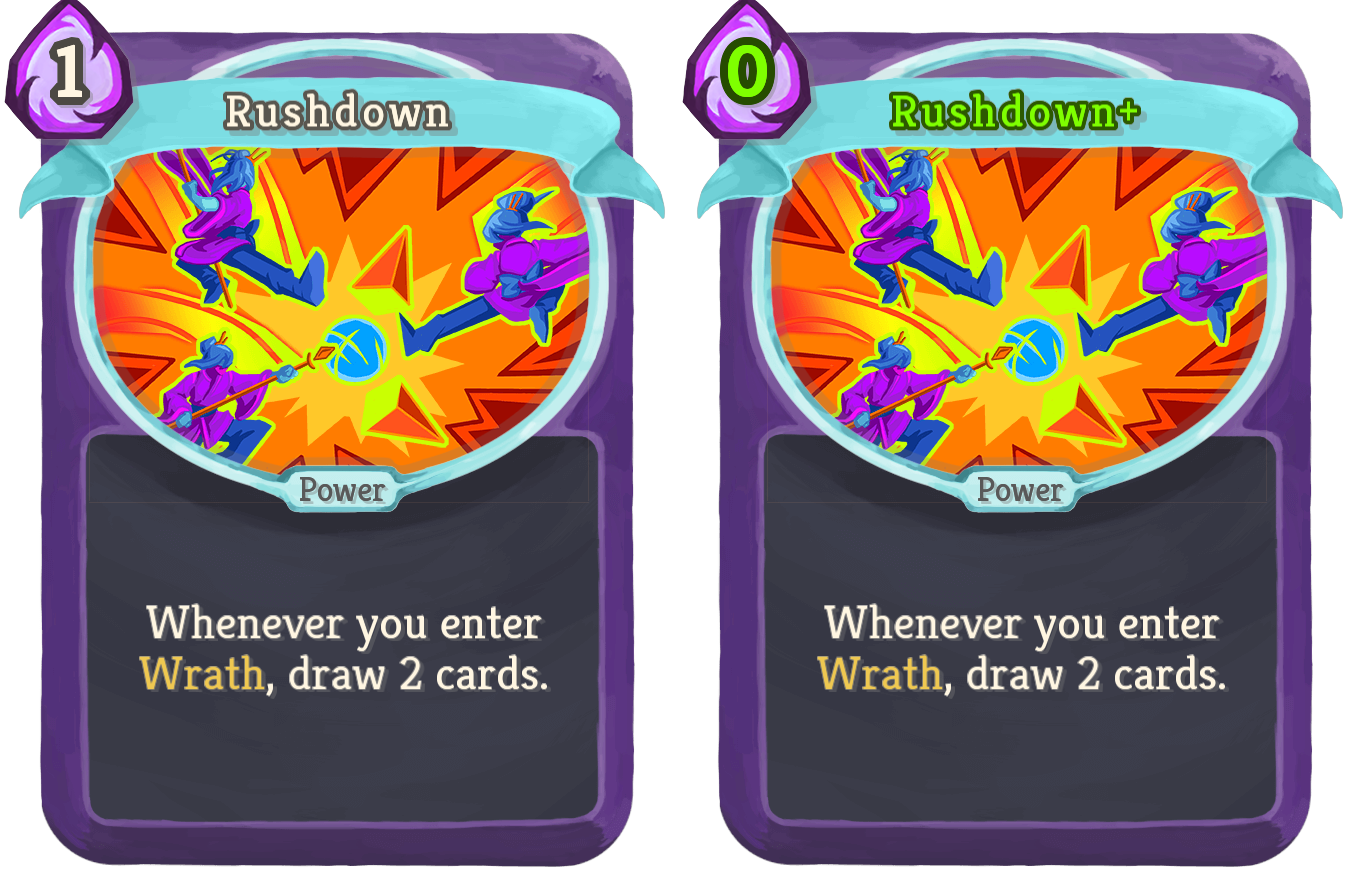 1
Rushdown
Power
Whenever you enter
Wrath, draw 2 cards.
0
Rushdown+
Power
Whenever you enter
Wrath, draw 2 cards.